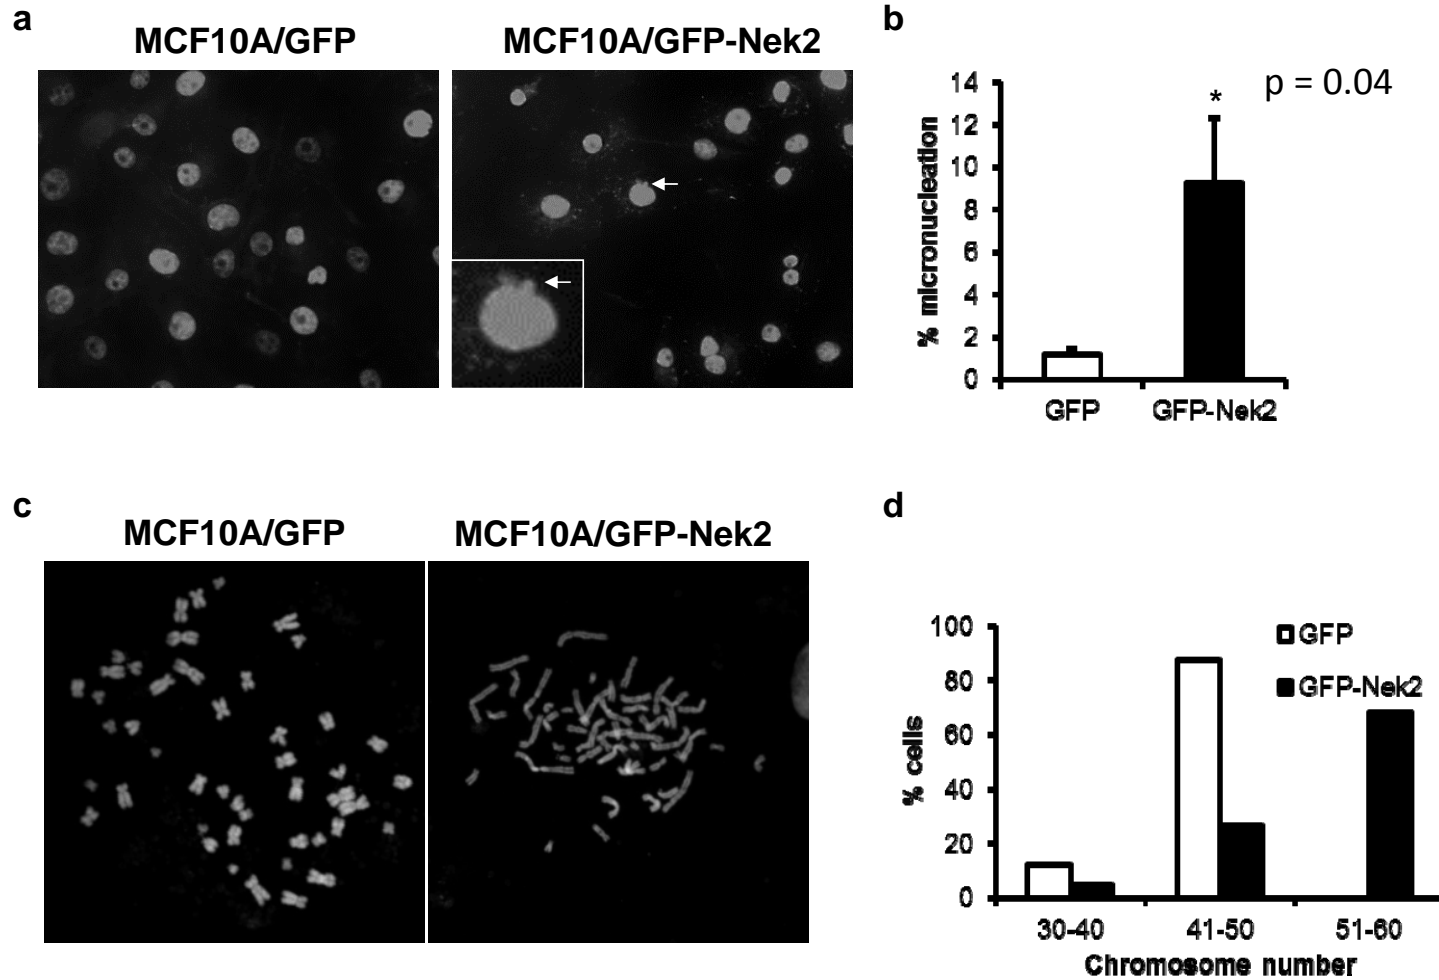 a
MCF10A/GFP
MCF10A/GFP-Nek2
b
% micronucleation
14
12
10
8
6
4
2
0
*
p = 0.04
GFP
GFP-Nek2
c
MCF10A/GFP
MCF10A/GFP-Nek2
d
% cells
100
80
60
40
20
0
GFP
GFP-Nek2
30-40
41-50
51-60
Chromosome number